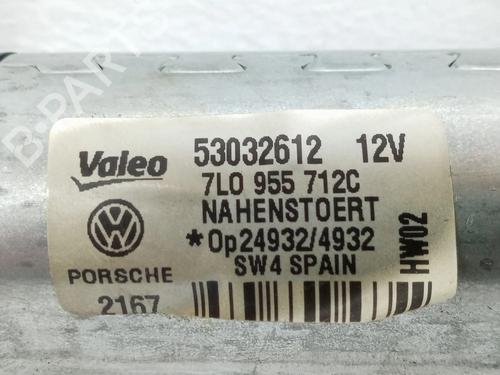 Valeo 53032612 12V
7L0 955 712C
NAHENSTOERT
*Op24932/4932
PORSCHE SW4 SPAIN
2167
HW02
B-PARTS